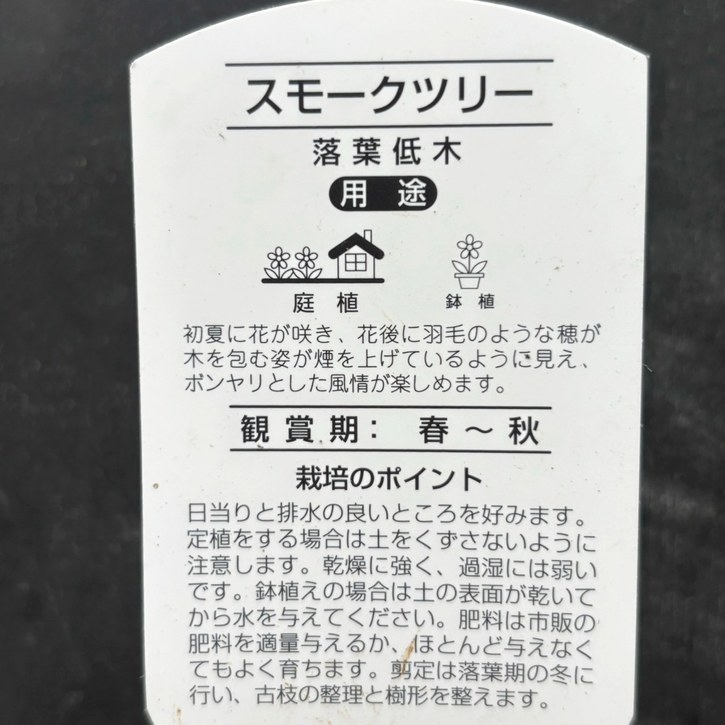 スモークツリー
落葉低木
用途
庭植 鉢植
初夏に花が咲き、花後に羽毛のような穂が
木を包む姿が煙を上げているように見え、
ボンヤリとした風情が楽しめます。
観賞期： 春～秋
栽培のポイント
日当りと排水の良いところを好みます。
定植をする場合は土をくずさないように
注意します。乾燥に強く、過湿には弱い
です。鉢植えの場合は土の表面が乾いて
から水を与えてください。肥料は市販の
肥料を適量与えるか、ほとんど与えなく
てもよく育ちます。剪定は落葉期の冬に
行い、古枝の整理と樹形を整えます。